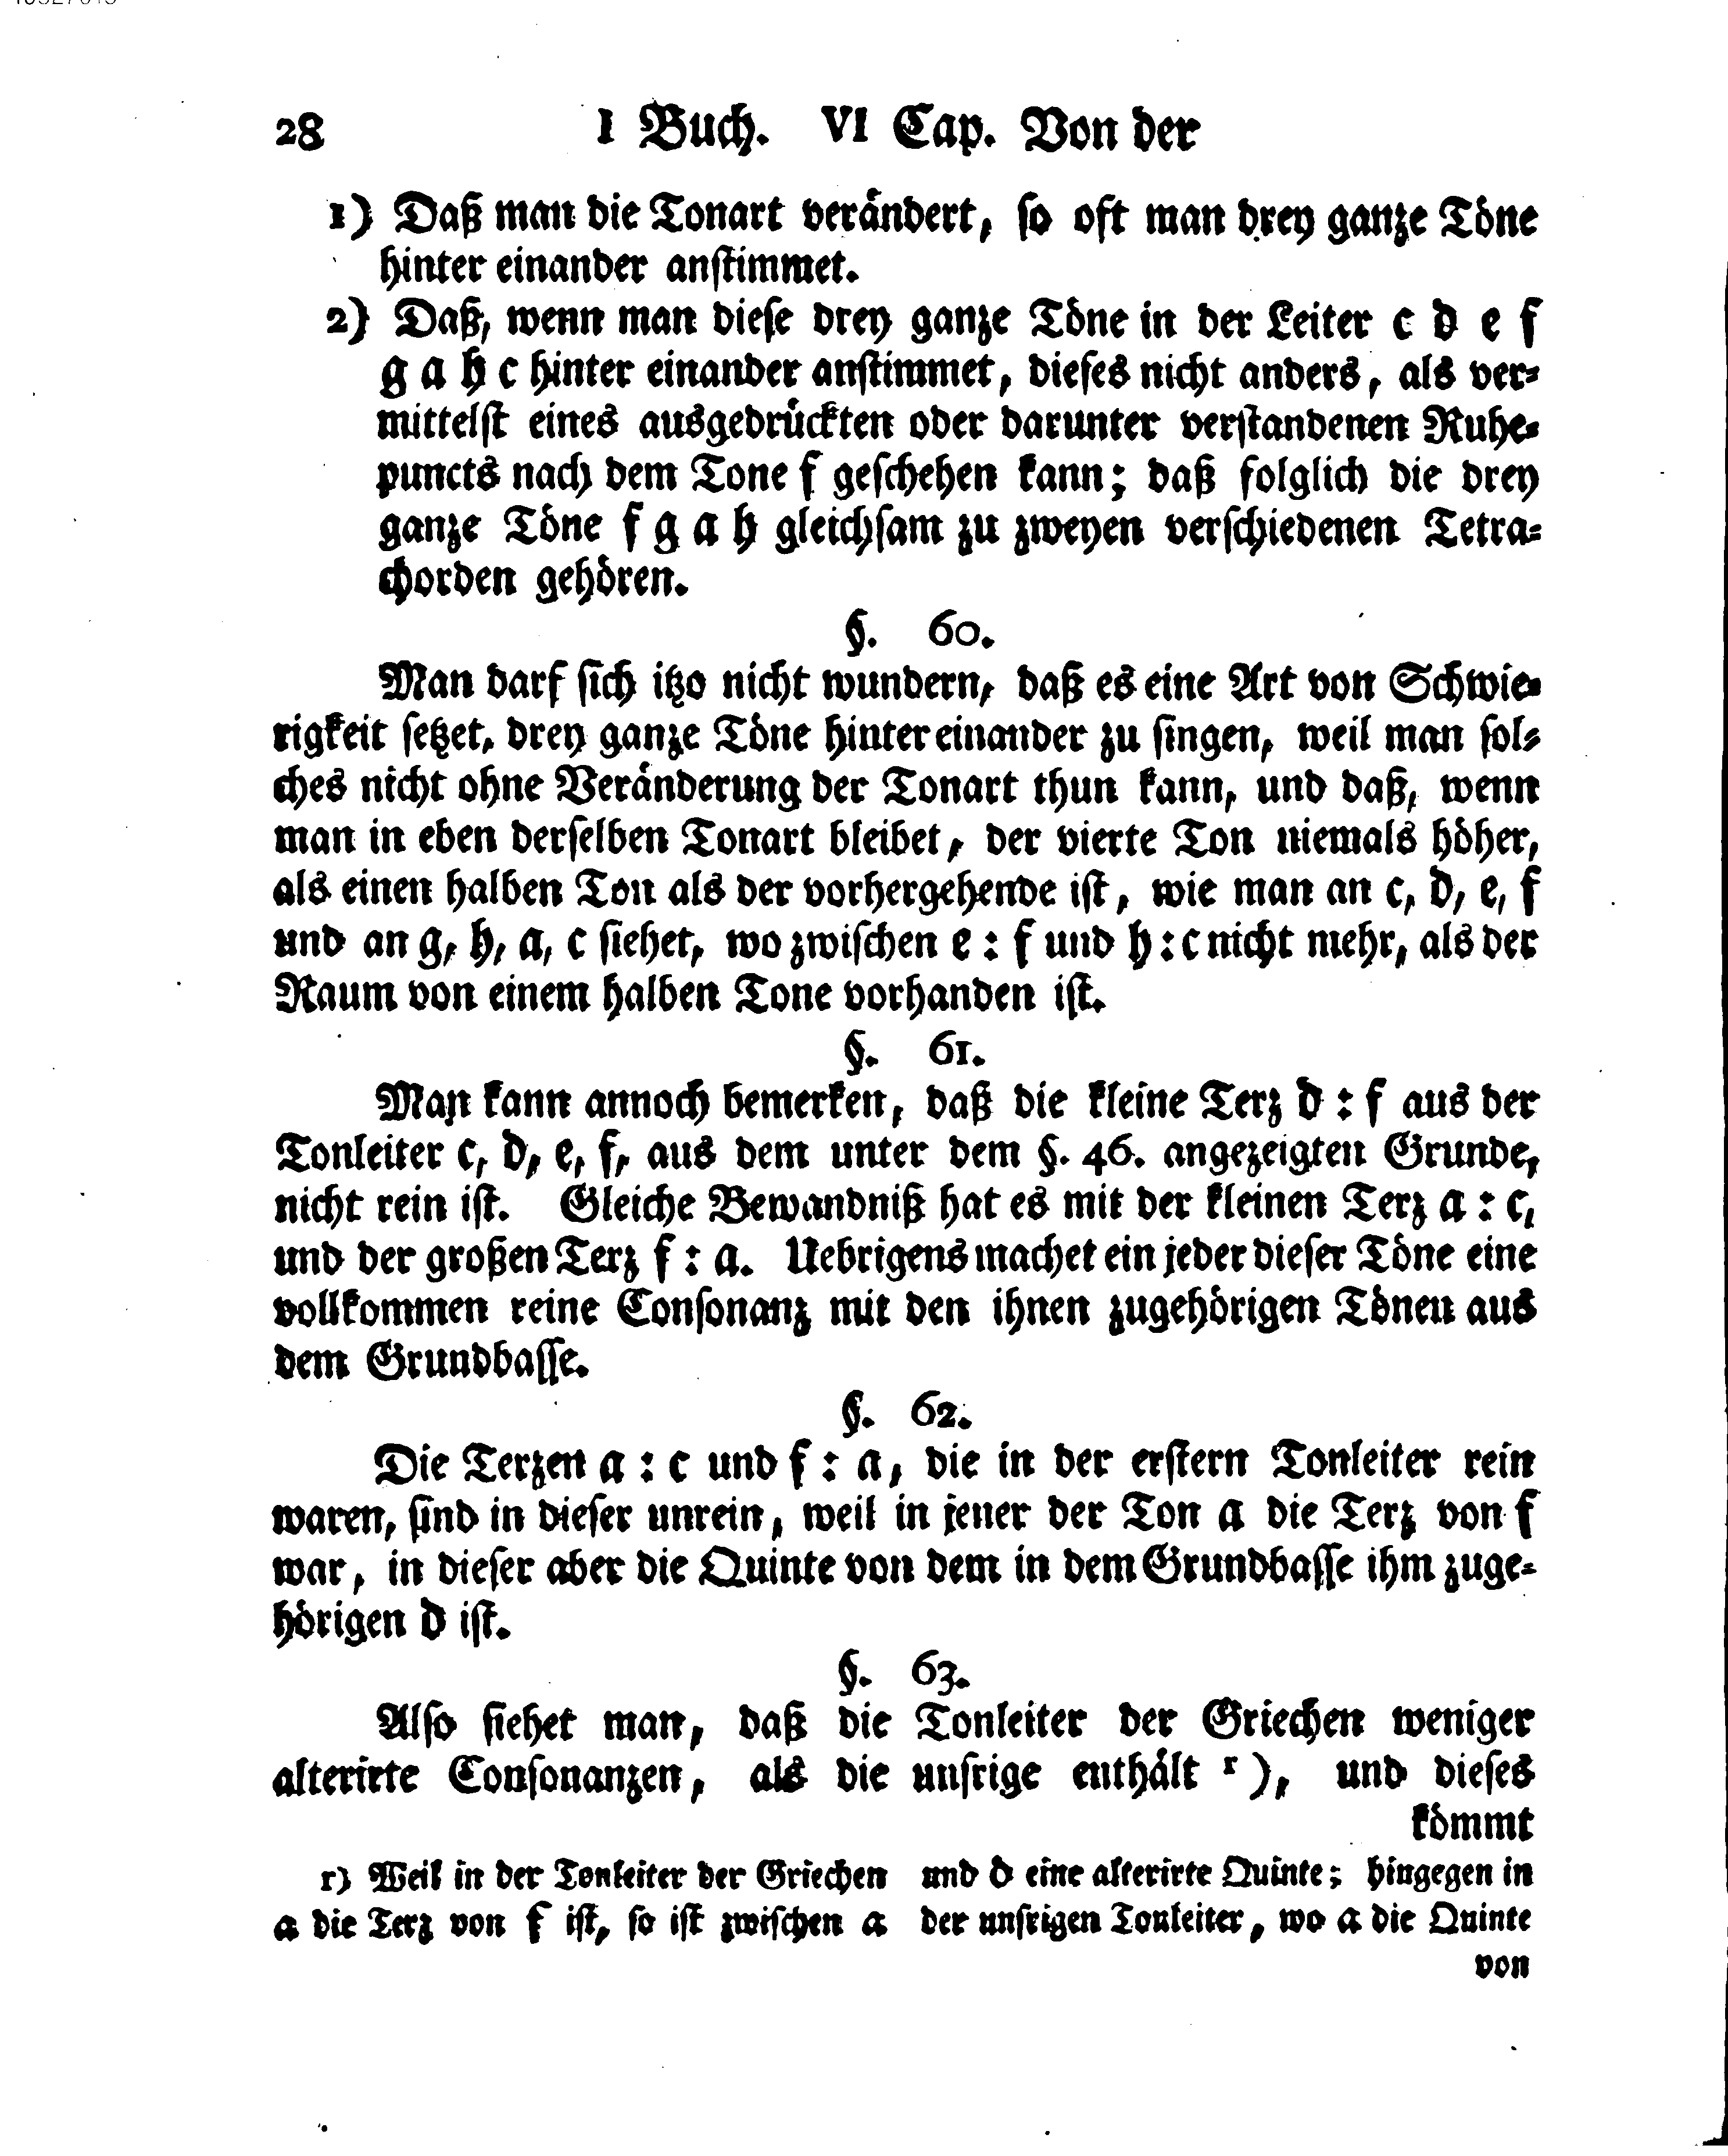 28 I Buch. VI Cap. Von der
1) Daß man die Tonart verändert, so oft man drey ganze Töne
hinter einander anstimmet.
2) Daß, wenn man diese drey ganze Töne in der Leiter c d e f
g a h c hinter einander anstimmet, dieses nicht anders, als ver-
mittelst eines ausgedrückten oder darunter verstandenen Ruhe-
puncts nach dem Tone f geschehen kann; daß folglich die drey
ganze Töne f g a h gleichsam zu zweyen verschiedenen Tetra-
chorden gehören.
§. 60.
Man darf sich itzo nicht wundern, daß es eine Art von Schwie-
rigkeit setzet, drey ganze Töne hinter einander zu singen, weil man sol-
ches nicht ohne Veränderung der Tonart thun kann, und daß, wenn
man in eben derselben Tonart bleibet, der vierte Ton niemals höher,
als einen halben Ton als der vorhergehende ist, wie man an c, d, e, f
und an g, h, a, c siehet, wo zwischen e : f und h : c nicht mehr, als der
Raum von einem halben Tone vorhanden ist.
§. 61.
Man kann annoch bemerken, daß die kleine Terz d : f aus der
Tonleiter c, d, e, f, aus dem unter dem §. 46. angezeigten Grunde,
nicht rein ist. Gleiche Bewandniß hat es mit der kleinen Terz a : c,
und der großen Terz f : a. Uebrigens machet ein jeder dieser Töne eine
vollkommen reine Consonanz mit den ihnen zugehörigen Tönen aus
dem Grundbasse.
§. 62.
Die Terzen a : c und f : a, die in der erstern Tonleiter rein
waren, sind in dieser unrein, weil in jener der Ton a die Terz von f
war, in dieser aber die Quinte von dem in dem Grundbasse ihm zuge-
hörigen d ist.
§. 63.
Also siehet man, daß die Tonleiter der Griechen weniger
alterirte Consonanzen, als die unsrige enthält r), und dieses
kömmt
r) Weil in der Tonleiter der Griechen
a die Terz von f ist, so ist zwischen a
und d eine alterirte Quinte; hingegen in
der unsrigen Tonleiter, wo a die Quinte
von